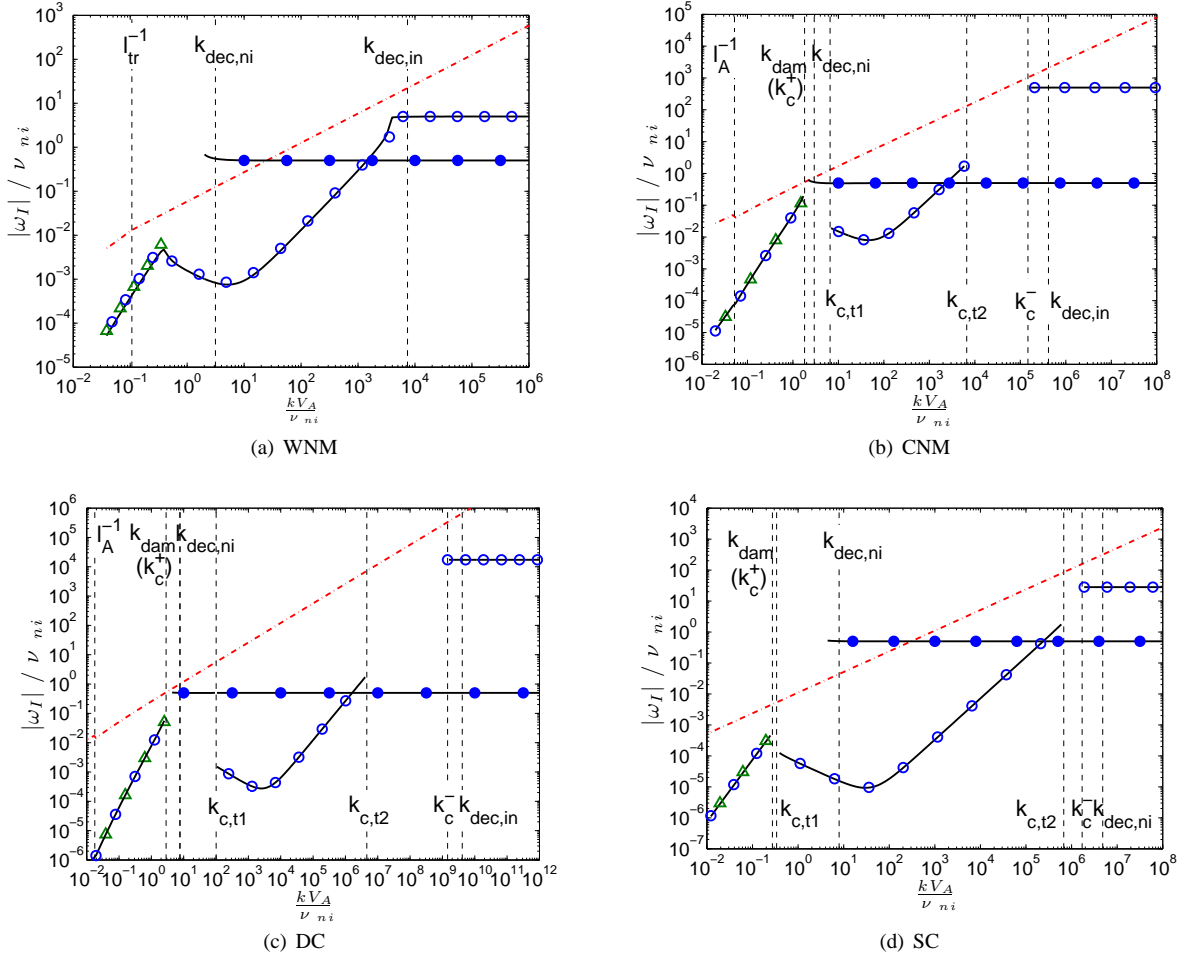 10^3
10^2
10^1
10^0
10^-1
10^-2
10^-3
10^-4
10^-5
|ω_I| / ν_ni
l_tr^-1
k_dec,ni
k_dec,in
10^-2 10^-1 10^0 10^1 10^2 10^3 10^4 10^5 10^6
kV_A / ν_ni
(a) WNM
10^5
10^4
10^3
10^2
10^1
10^0
10^-1
10^-2
10^-3
10^-4
10^-5
10^-6
|ω_I| / ν_ni
l_A^-1
k_dam
(k_c^+)
k_dec,ni
k_c,t1
k_c,t2
k_c^-
k_dec,in
10^-2 10^-1 10^0 10^1 10^2 10^3 10^4 10^5 10^6 10^7 10^8
kV_A / ν_ni
(b) CNM
10^6
10^5
10^4
10^3
10^2
10^1
10^0
10^-1
10^-2
10^-3
10^-4
10^-5
10^-6
|ω_I| / ν_ni
l_A^-1
k_dam
(k_c^+)
k_dec,ni
k_c,t1
k_c,t2
k_c^-
k_dec,in
10^-2 10^-1 10^0 10^1 10^2 10^3 10^4 10^5 10^6 10^7 10^8 10^9 10^10 10^11 10^12
kV_A / ν_ni
(c) DC
10^4
10^3
10^2
10^1
10^0
10^-1
10^-2
10^-3
10^-4
10^-5
10^-6
10^-7
|ω_I| / ν_ni
k_dam
(k_c^+)
k_dec,ni
k_c,t1
k_c,t2
k_c^-
k_dec,ni
10^-2 10^-1 10^0 10^1 10^2 10^3 10^4 10^5 10^6 10^7 10^8
kV_A / ν_ni
(d) SC